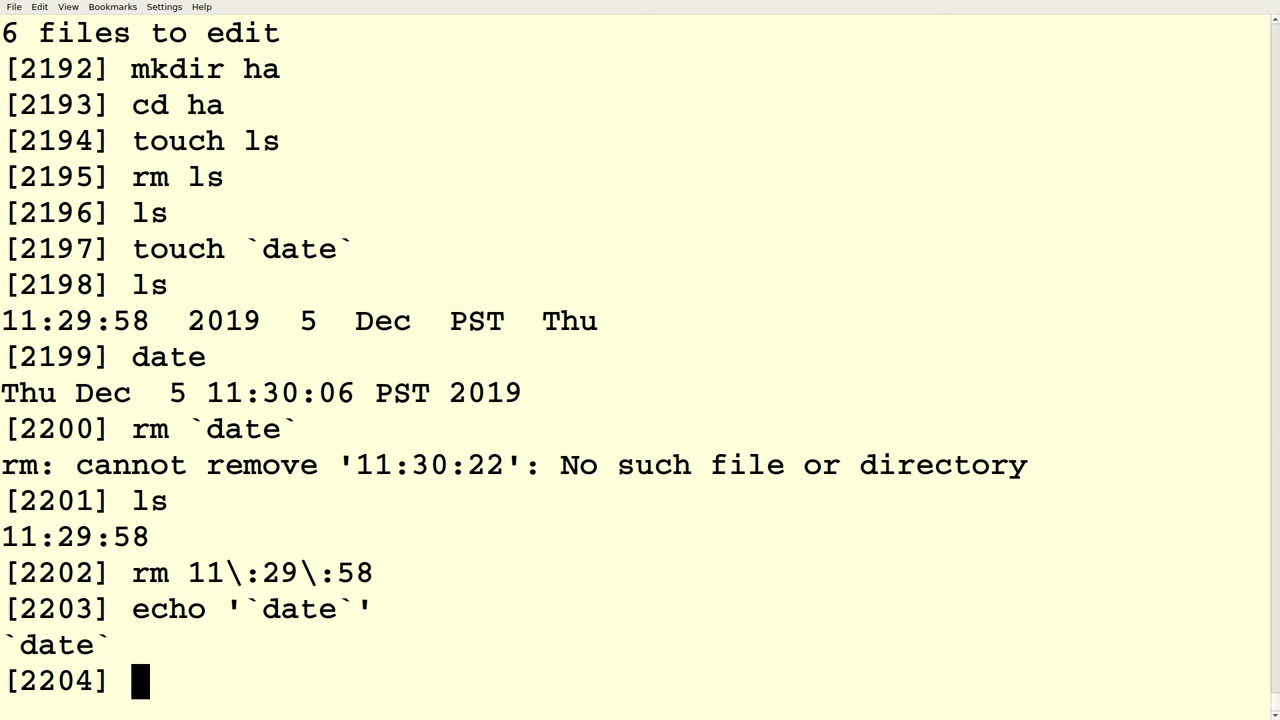 File Edit View Bookmarks Settings Help
6 files to edit
[2192] mkdir ha
[2193] cd ha
[2194] touch ls
[2195] rm ls
[2196] ls
[2197] touch `date`
[2198] ls
11:29:58  2019  5  Dec  PST  Thu
[2199] date
Thu Dec  5 11:30:06 PST 2019
[2200] rm `date`
rm: cannot remove '11:30:22': No such file or directory
[2201] ls
11:29:58
[2202] rm 11\:29\:58
[2203] echo '`date`'
`date`
[2204]